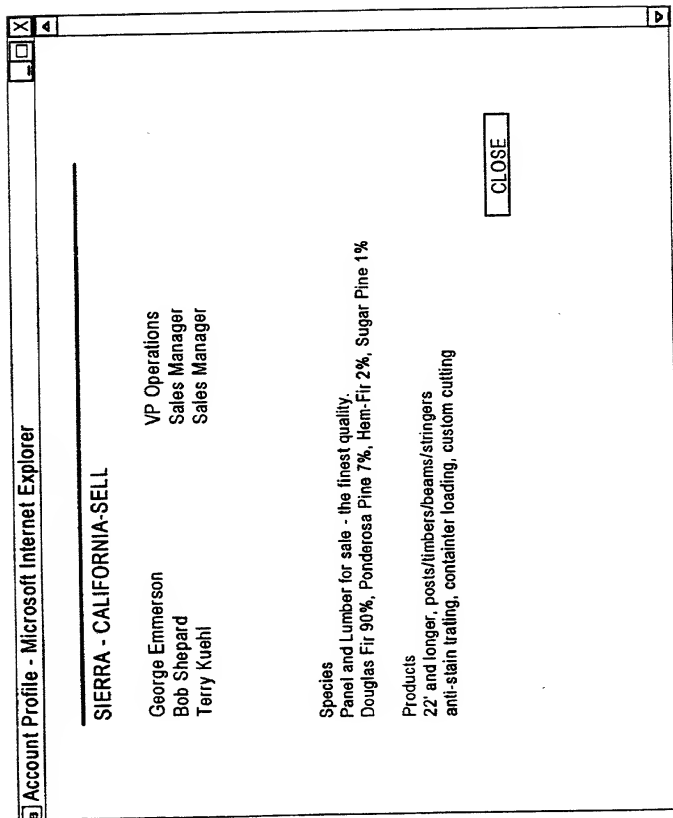 Account Profile - Microsoft Internet Explorer
SIERRA - CALIFORNIA-SELL
George Emmerson VP Operations
Bob Shepard Sales Manager
Terry Kuehl Sales Manager
Species
Panel and Lumber for sale - the finest quality.
Douglas Fir 90%, Ponderosa Pine 7%, Hem-Fir 2%, Sugar Pine 1%
Products
22' and longer, posts/timbers/beams/stringers
anti-stain trating, containter loading, custom cutting
CLOSE